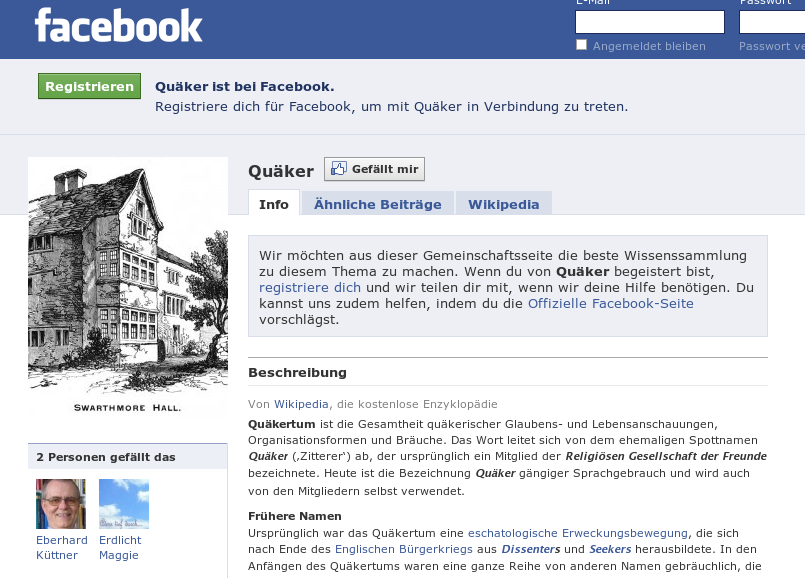 facebook
E-Mail
Passwort
Angemeldet bleiben
Passwort ve
Registrieren
Quäker ist bei Facebook.
Registriere dich für Facebook, um mit Quäker in Verbindung zu treten.
Quäker
Gefällt mir
Info
Ähnliche Beiträge
Wikipedia
SWARTHMORE HALL.
Wir möchten aus dieser Gemeinschaftsseite die beste Wissenssammlung
zu diesem Thema zu machen. Wenn du von Quäker begeistert bist,
registriere dich und wir teilen dir mit, wenn wir deine Hilfe benötigen. Du
kannst uns zudem helfen, indem du die Offizielle Facebook-Seite
vorschlägst.
2 Personen gefällt das
Eberhard
Küttner
Erdlicht
Maggie
Beschreibung
Von Wikipedia, die kostenlose Enzyklopädie
Quäkertum ist die Gesamtheit quäkerischer Glaubens- und Lebensanschauungen,
Organisationsformen und Bräuche. Das Wort leitet sich von dem ehemaligen Spottnamen
Quäker (‚Zitterer‘) ab, der ursprünglich ein Mitglied der Religiösen Gesellschaft der Freunde
bezeichnete. Heute ist die Bezeichnung Quäker gängiger Sprachgebrauch und wird auch
von den Mitgliedern selbst verwendet.
Frühere Namen
Ursprünglich war das Quäkertum eine eschatologische Erweckungsbewegung, die sich
nach Ende des Englischen Bürgerkriegs aus Dissenters und Seekers herausbildete. In den
Anfängen des Quäkertums waren eine ganze Reihe von anderen Namen gebräuchlich, die